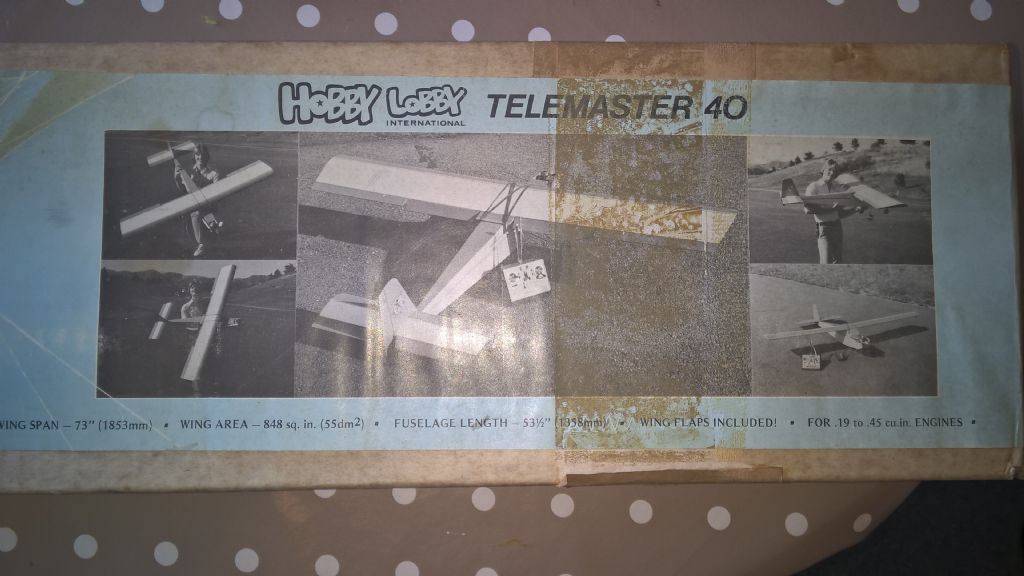 HOBBY LOBBY TELEMASTER 40
INTERNATIONAL
WING SPAN – 73" (1853mm) ▪ WING AREA – 848 sq. in. (55dm2) ▪ FUSELAGE LENGTH – 53½" (1358mm) ▪ WING FLAPS INCLUDED! ▪ FOR .19 to .45 cu.in. ENGINES ▪